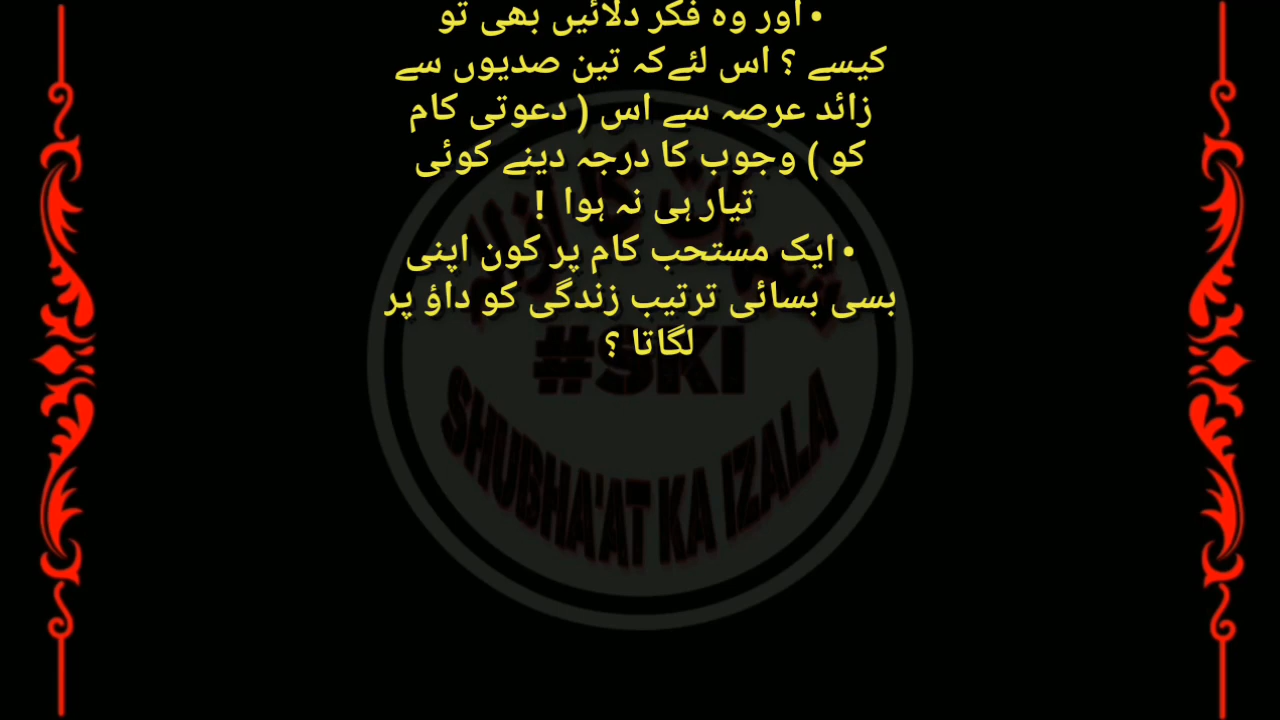 • اور وہ فکر دلائیں بھی تو
کیسے ؟ اس لئےکہ تین صدیوں سے
زائد عرصہ سے اس ( دعوتی کام
کو ) وجوب کا درجہ دینے کوئی
تیار ہی نہ ہوا !
• ایک مستحب کام پر کون اپنی
بسی بسائی ترتیب زندگی کو داؤ پر
لگاتا ؟
#SKI
SHUBHA'AT KA IZALA